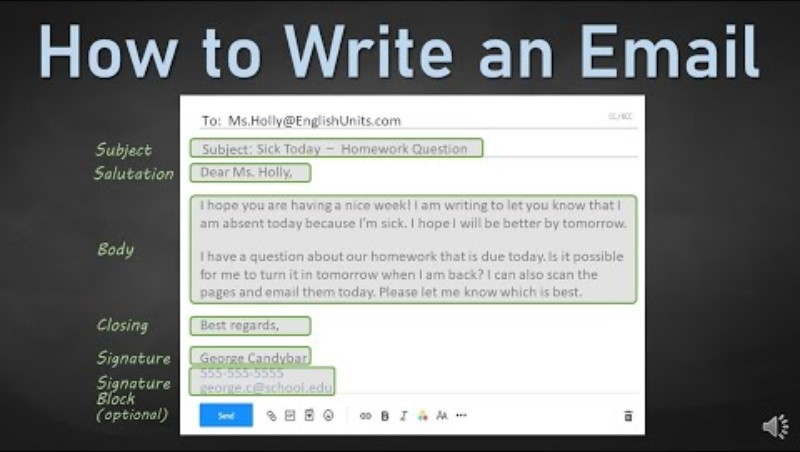 How to Write an Email
To: Ms.Holly@EnglishUnits.com
CC/BCC
Subject
Subject: Sick Today – Homework Question
Salutation
Dear Ms. Holly,
Body
I hope you are having a nice week! I am writing to let you know that I
am absent today because I'm sick. I hope I will be better by tomorrow.
I have a question about our homework that is due today. Is it possible
for me to turn it in tomorrow when I am back? I can also scan the
pages and email them today. Please let me know which is best.
Closing
Best regards,
Signature
George Candybar
Signature
Block
(optional)
555-555-5555
george.c@school.edu
Send
B I AA